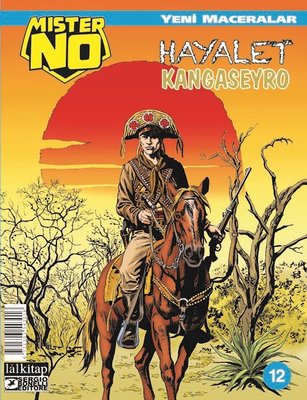 MISTER
NO
YENİ MACERALAR
HAYALET
KANGASEYRO
lalkitap
SERGIO
BONELLI
EDITORE
12